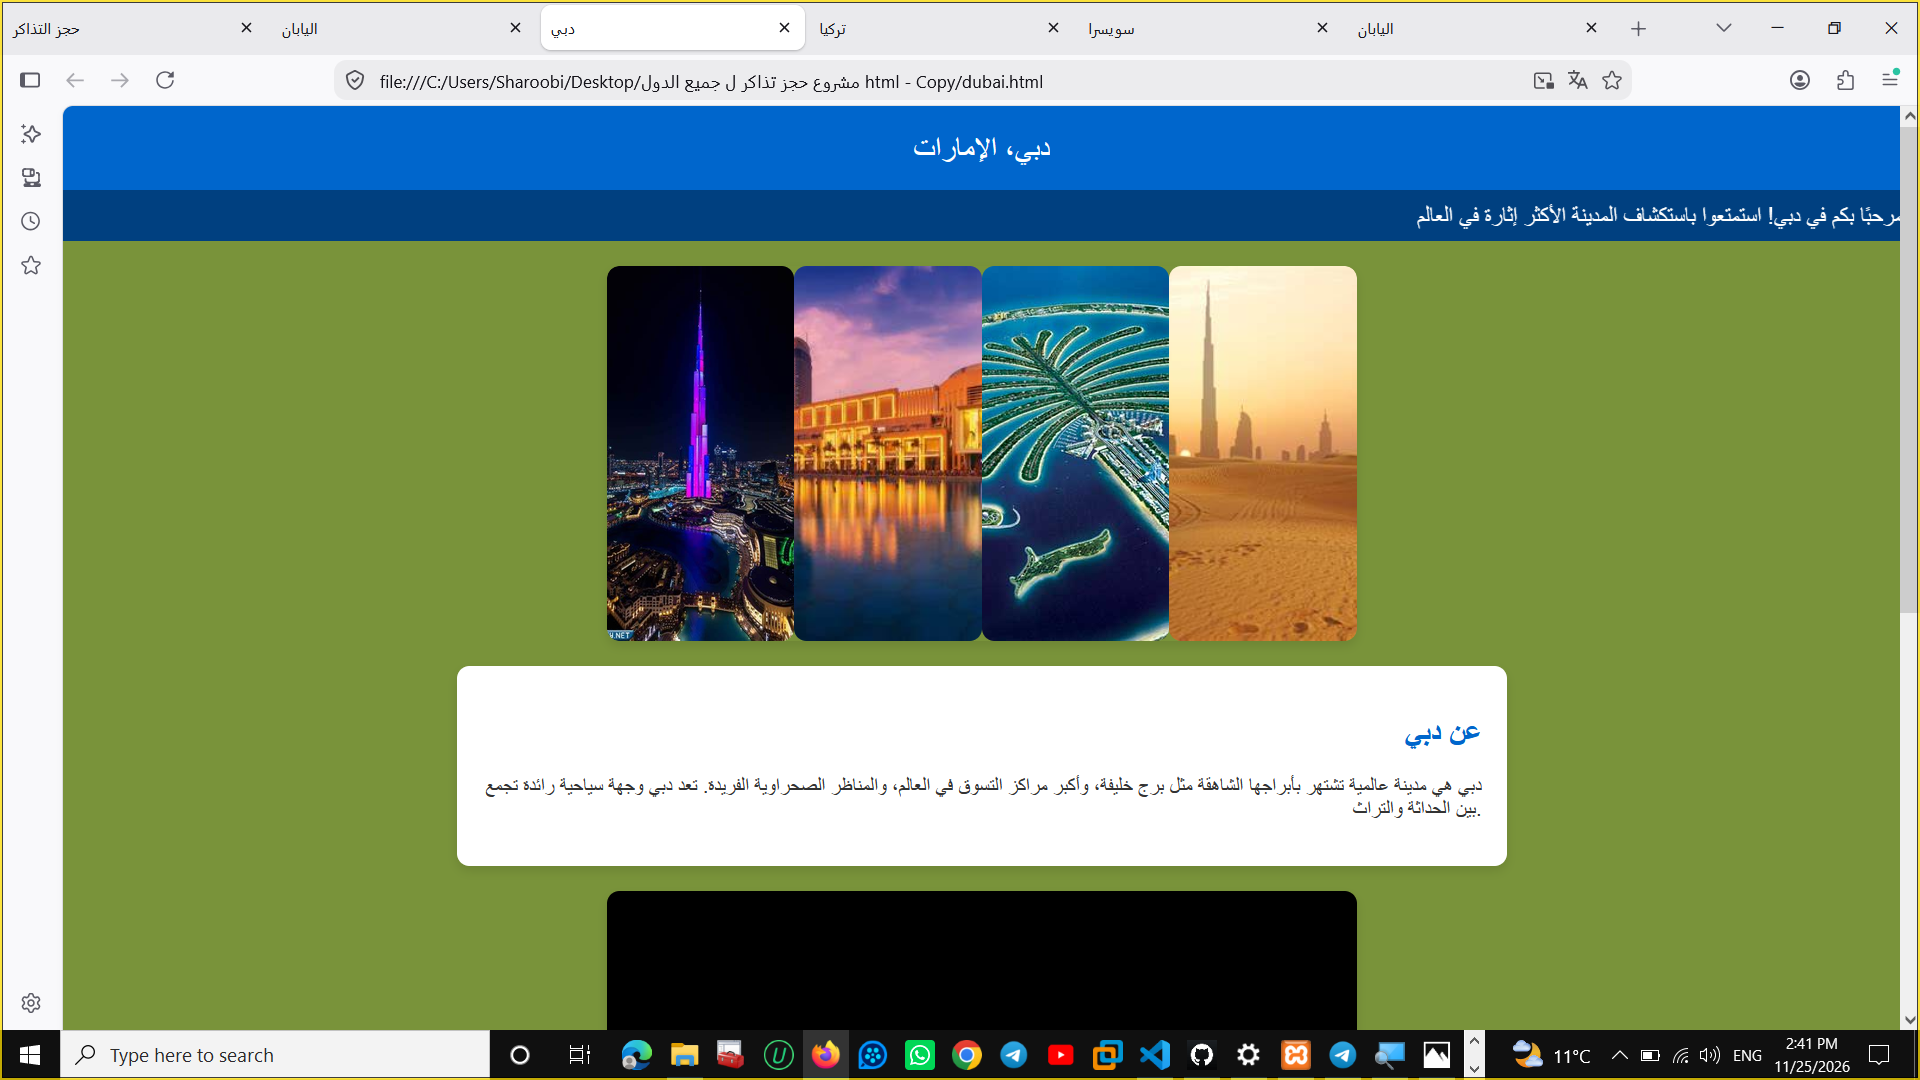 حجز التذاكر
اليابان
دبي
تركيا
سويسرا
اليابان
file:///C:/Users/Sharoobi/Desktop/مشروع حجز تذاكر ل جميع الدول html - Copy/dubai.html
دبي، الإمارات
مرحبًا بكم في دبي! استمتعوا باستكشاف المدينة الأكثر إثارة في العالم
عن دبي
دبي هي مدينة عالمية تشتهر بأبراجها الشاهقة مثل برج خليفة، وأكبر مراكز التسوق في العالم، والمناظر الصحراوية الفريدة. تعد دبي وجهة سياحية رائدة تجمع
بين الحداثة والتراث.
Type here to search
11°C
ENG
2:41 PM
11/25/2026